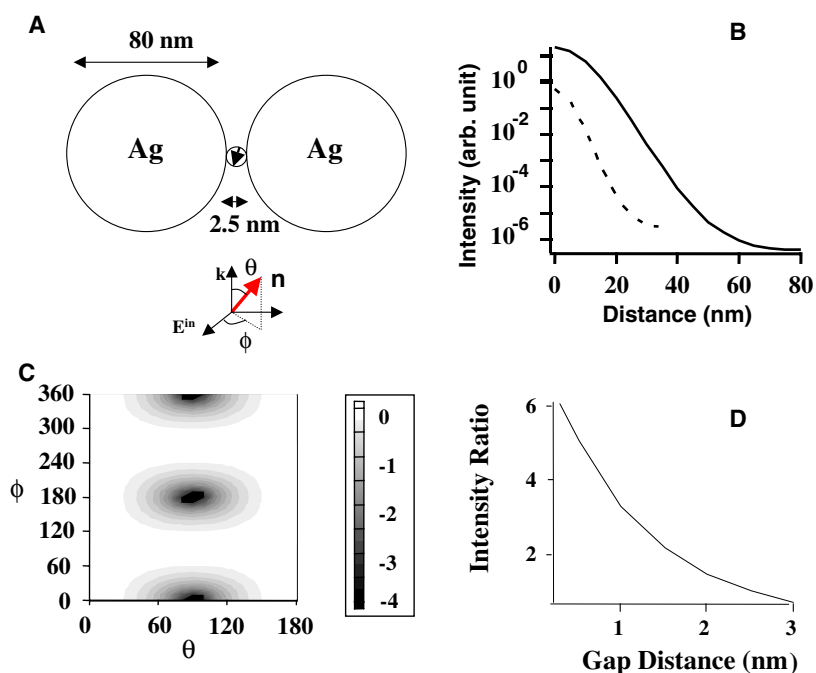 A
80 nm
Ag
Ag
2.5 nm
k
θ
n
E^in
ϕ
B
Intensity (arb. unit)
10^0
10^-2
10^-4
10^-6
0 20 40 60 80
Distance (nm)
C
ϕ
360
300
240
180
120
60
0
0 60 120 180
θ
0
-1
-2
-3
-4
D
Intensity Ratio
6
4
2
1 2 3
Gap Distance (nm)